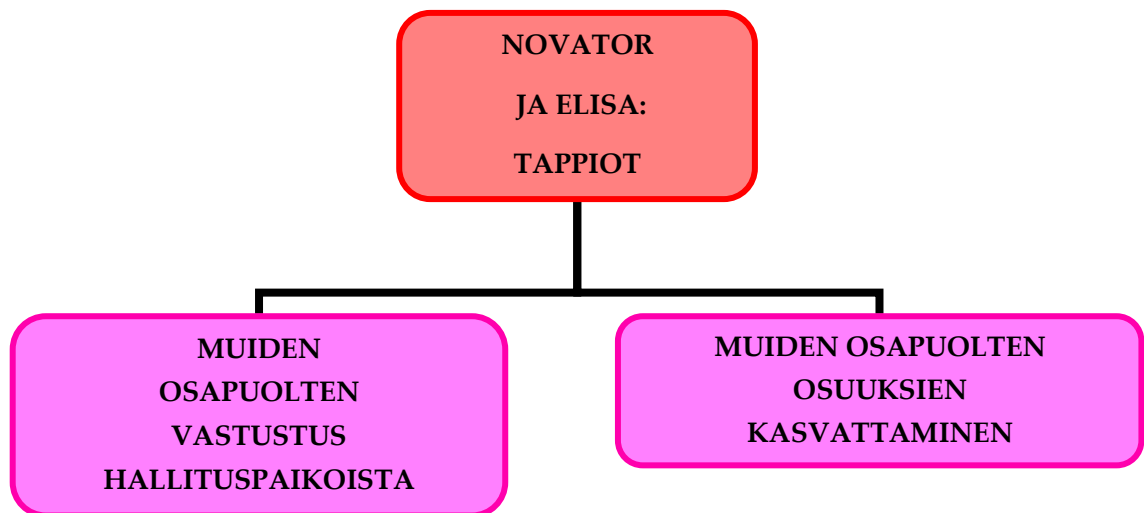 NOVATOR
JA ELISA:
TAPPIOT
MUIDEN
OSAPUOLTEN
VASTUSTUS
HALLITUSPAIKOISTA
MUIDEN OSAPUOLTEN
OSUUKSIEN
KASVATTAMINEN